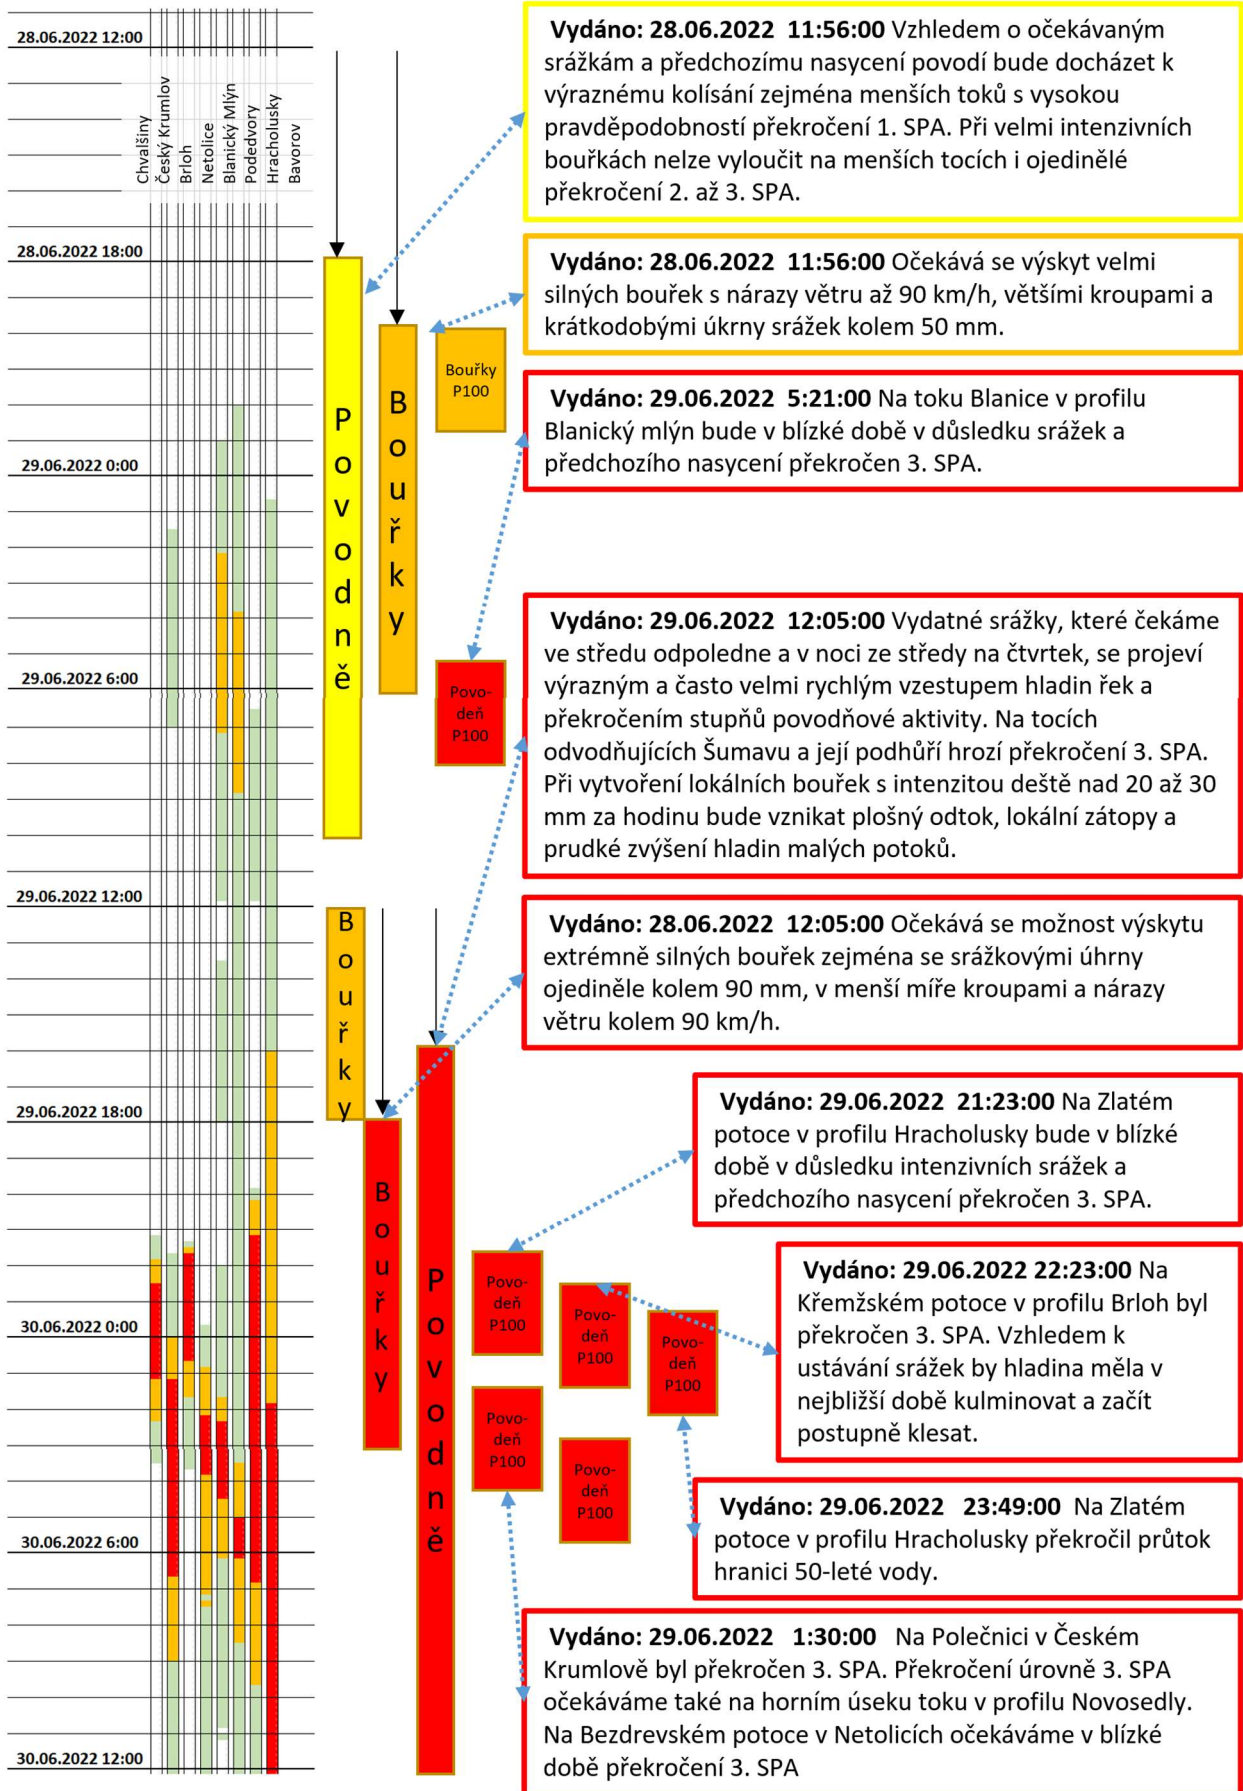 28.06.2022 12:00
Chvalšiny
Český Krumlov
Brloh
Netolice
Blanický Mlýn
Podedvory
Hracholusky
Bavorov
28.06.2022 18:00
29.06.2022 0:00
29.06.2022 6:00
29.06.2022 12:00
29.06.2022 18:00
30.06.2022 0:00
30.06.2022 6:00
30.06.2022 12:00
Povodně
Bouřky
Bouřky
P100
Povo-
deň
P100
Bouřky
Bouřky
Povodně
Povo-
deň
P100
Povo-
deň
P100
Povo-
deň
P100
Povo-
deň
P100
Povo-
deň
P100
Vydáno: 28.06.2022 11:56:00 Vzhledem o očekávaným
srážkám a předchozímu nasycení povodí bude docházet k
výraznému kolísání zejména menších toků s vysokou
pravděpodobností překročení 1. SPA. Při velmi intenzivních
bouřkách nelze vyloučit na menších tocích i ojedinělé
překročení 2. až 3. SPA.
Vydáno: 28.06.2022 11:56:00 Očekává se výskyt velmi
silných bouřek s nárazy větru až 90 km/h, většími kroupami a
krátkodobými úkrny srážek kolem 50 mm.
Vydáno: 29.06.2022 5:21:00 Na toku Blanice v profilu
Blanický mlýn bude v blízké době v důsledku srážek a
předchozího nasycení překročen 3. SPA.
Vydáno: 29.06.2022 12:05:00 Vydatné srážky, které čekáme
ve středu odpoledne a v noci ze středy na čtvrtek, se projeví
výrazným a často velmi rychlým vzestupem hladin řek a
překročením stupňů povodňové aktivity. Na tocích
odvodňujících Šumavu a její podhůří hrozí překročení 3. SPA.
Při vytvoření lokálních bouřek s intenzitou deště nad 20 až 30
mm za hodinu bude vznikat plošný odtok, lokální zátopy a
prudké zvýšení hladin malých potoků.
Vydáno: 28.06.2022 12:05:00 Očekává se možnost výskytu
extrémně silných bouřek zejména se srážkovými úhrny
ojediněle kolem 90 mm, v menší míře kroupami a nárazy
větru kolem 90 km/h.
Vydáno: 29.06.2022 21:23:00 Na Zlatém
potoce v profilu Hracholusky bude v blízké
době v důsledku intenzivních srážek a
předchozího nasycení překročen 3. SPA.
Vydáno: 29.06.2022 22:23:00 Na
Křemžském potoce v profilu Brloh byl
překročen 3. SPA. Vzhledem k
ustávání srážek by hladina měla v
nejbližší době kulminovat a začít
postupně klesat.
Vydáno: 29.06.2022 23:49:00 Na Zlatém
potoce v profilu Hracholusky překročil průtok
hranici 50-leté vody.
Vydáno: 29.06.2022 1:30:00 Na Polečnici v Českém
Krumlově byl překročen 3. SPA. Překročení úrovně 3. SPA
očekáváme také na horním úseku toku v profilu Novosedly.
Na Bezdrevském potoce v Netolicích očekáváme v blízké
době překročení 3. SPA